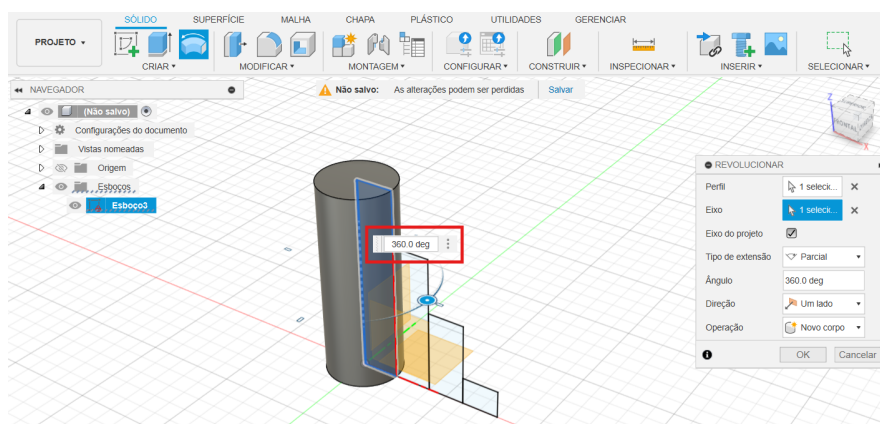 SÓLIDO SUPERFÍCIE MALHA CHAPA PLÁSTICO UTILIDADES GERENCIAR
PROJETO
CRIAR MODIFICAR MONTAGEM CONFIGURAR CONSTRUIR INSPECIONAR INSERIR SELECIONAR
NAVEGADOR
Não salvo: As alterações podem ser perdidas Salvar
(Não salvo)
Configurações do documento
Vistas nomeadas
Origem
Esboços
Esboço3
360.0 deg
Z
FRONTAL
X
REVOLUCIONAR
Perfil 1 seleck...
Eixo 1 seleck...
Eixo do projeto
Tipo de extensão Parcial
Ângulo 360.0 deg
Direção Um lado
Operação Novo corpo
OK Cancelar